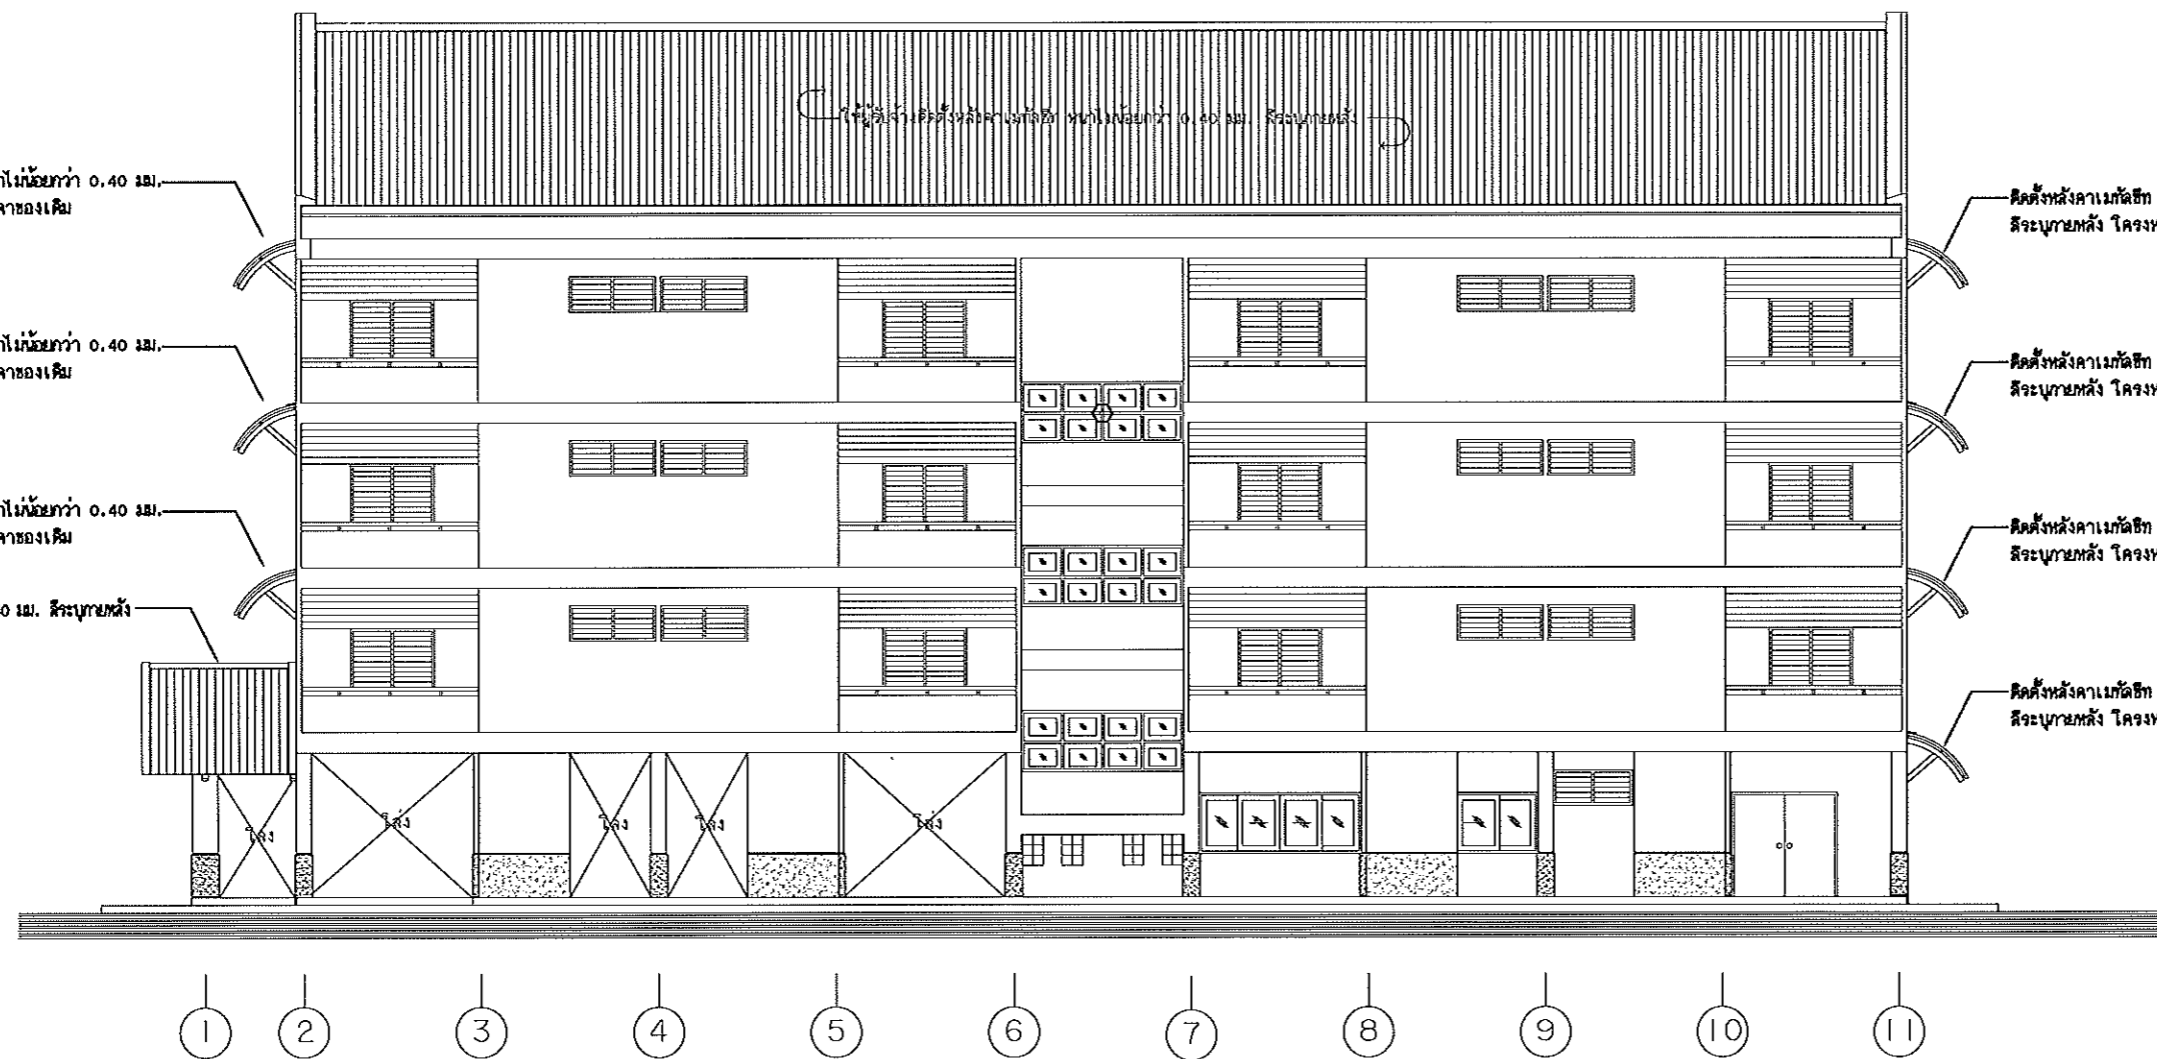 ให้ผู้รับจ้างติดตั้งหลังคาเมทัลชีท หนาไม่น้อยกว่า 0.40 มม. สีระบุภายหลัง
าไม่น้อยกว่า 0.40 มม.
คาของเดิม
ติดตั้งหลังคาเมทัลชีท
สีระบุภายหลัง โครงห
าไม่น้อยกว่า 0.40 มม.
คาของเดิม
ติดตั้งหลังคาเมทัลชีท
สีระบุภายหลัง โครงห
าไม่น้อยกว่า 0.40 มม.
คาของเดิม
ติดตั้งหลังคาเมทัลชีท
สีระบุภายหลัง โครงห
0 มม. สีระบุภายหลัง
ติดตั้งหลังคาเมทัลชีท
สีระบุภายหลัง โครงห
โล่ง โล่ง โล่ง โล่ง โล่ง
1 2 3 4 5 6 7 8 9 10 11